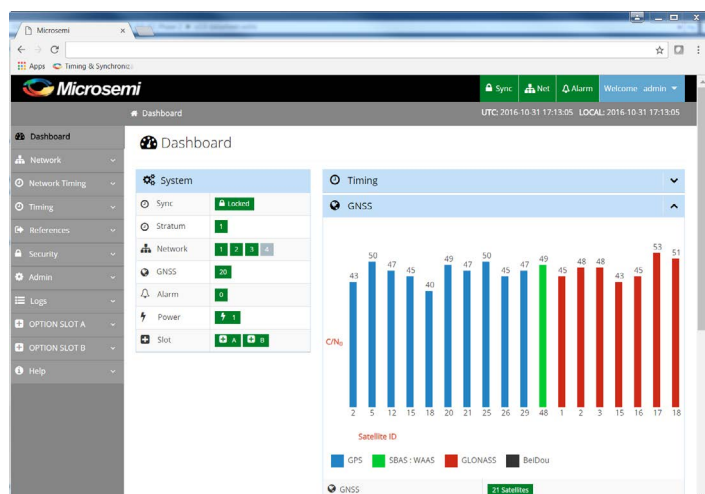 Microsemi
Apps Timing & Synchroniz
Microsemi
Sync Net Alarm Welcome admin
Dashboard UTC: 2016-10-31 17:13:05 LOCAL: 2016-10-31 17:13:05
Dashboard
Network
Network Timing
Timing
References
Security
Admin
Logs
OPTION SLOT A
OPTION SLOT B
Help
Dashboard
System
Sync Locked
Stratum 1
Network 1 2 3 4
GNSS 20
Alarm 0
Power 1
Slot A B
Timing
GNSS
43 50 47 45 40 49 47 50 45 47 49 45 48 48 43 45 53 51
C/N0
2 5 12 15 18 20 21 25 26 29 48 1 2 3 15 16 17 18
Satellite ID
GPS SBAS : WAAS GLONASS BeiDou
GNSS 21 Satellites